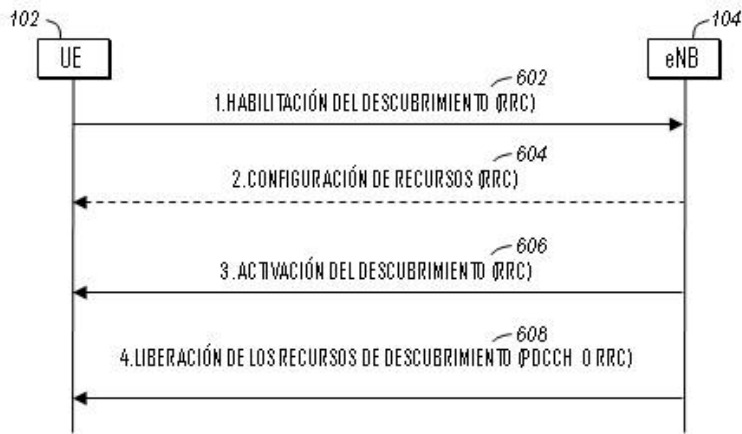 102
104
UE
eNB
602
1.HABILITACIÓN DEL DESCUBRIMIENTO (RRC)
604
2.CONFIGURACIÓN DE RECURSOS (RRC)
606
3.ACTIVACIÓN DEL DESCUBRIMIENTO (RRC)
608
4.LIBERACIÓN DE LOS RECURSOS DE DESCUBRIMIENTO (PDCCH O RRC)